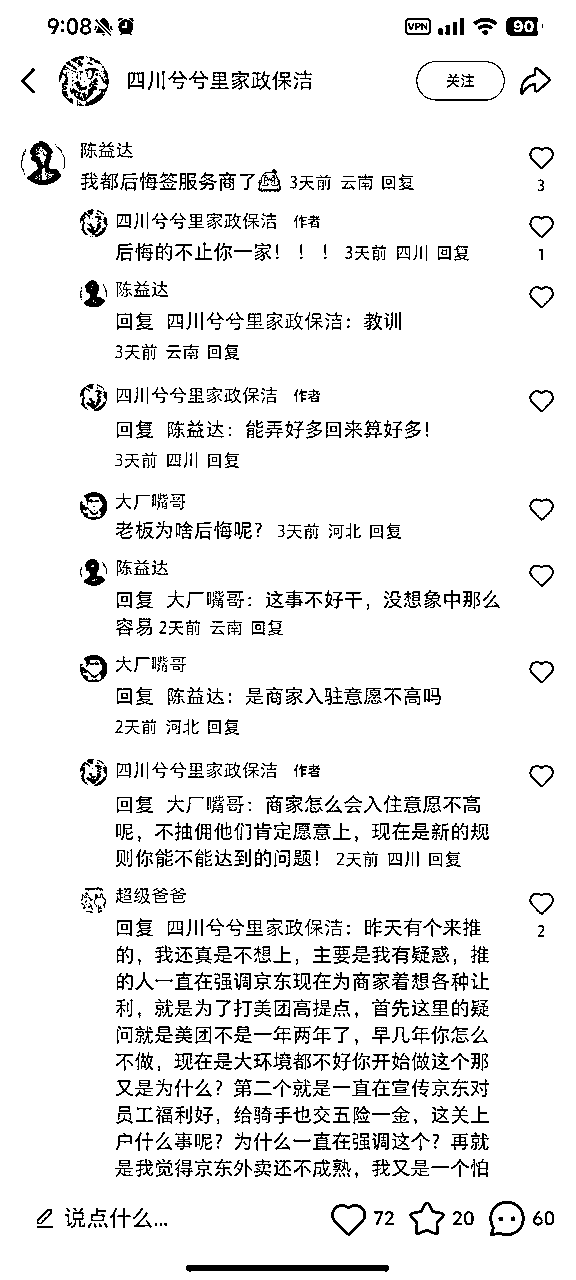 9:08
VPN
90
四川兮兮里家政保洁
关注
陈益达
我都后悔签服务商了 3天前 云南 回复
3
四川兮兮里家政保洁 作者
后悔的不止你一家！！！ 3天前 四川 回复
1
陈益达
回复 四川兮兮里家政保洁：教训
3天前 云南 回复
四川兮兮里家政保洁 作者
回复 陈益达：能弄好多回来算好多！
3天前 四川 回复
大厂嘴哥
老板为啥后悔呢？ 3天前 河北 回复
陈益达
回复 大厂嘴哥：这事不好干，没想象中那么
容易 2天前 云南 回复
大厂嘴哥
回复 陈益达：是商家入驻意愿不高吗
2天前 河北 回复
四川兮兮里家政保洁 作者
回复 大厂嘴哥：商家怎么会入住意愿不高
呢，不抽佣他们肯定愿意上，现在是新的规
则你能不能达到的问题！ 2天前 四川 回复
超级爸爸
回复 四川兮兮里家政保洁：昨天有个来推
2
的，我还真是不想上，主要是我有疑惑，推
的人一直在强调京东现在为商家着想各种让
利，就是为了打美团高提点，首先这里的疑
问就是美团不是一年两年了，早几年你怎么
不做，现在是大环境都不好你开始做这个那
又是为什么？第二个就是一直在宣传京东对
员工福利好，给骑手也交五险一金，这关上
户什么事呢？为什么一直在强调这个？再就
是我觉得京东外卖还不成熟，我又是一个怕
说点什么...
72
20
60